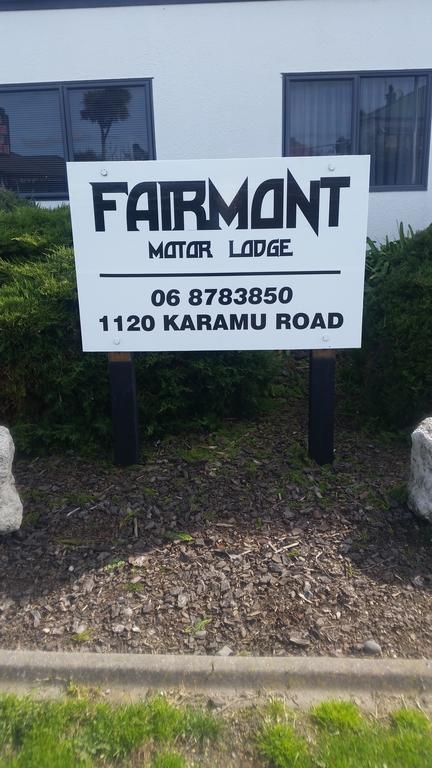 FAIRMONT
MOTOR LODGE
06 8783850
1120 KARAMU ROAD